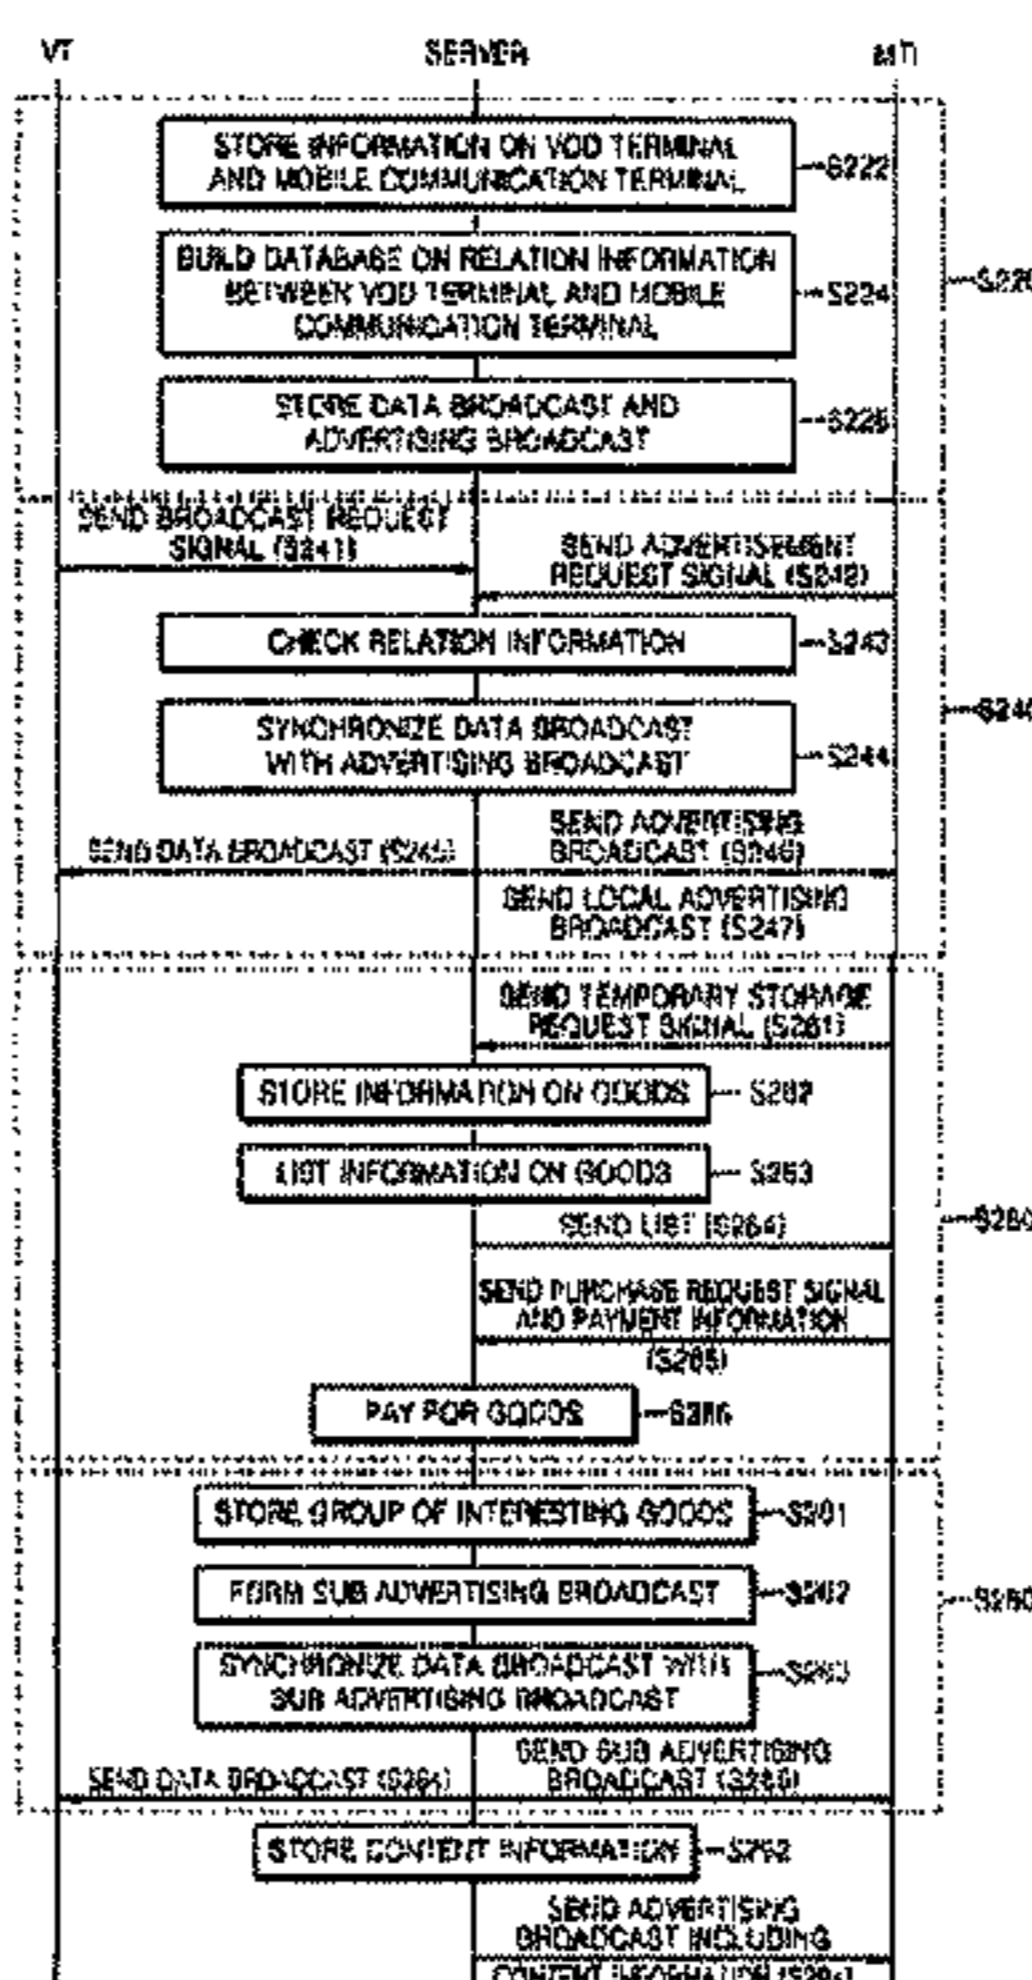 VT SERVER MT
STORE INFORMATION ON VOD TERMINAL
AND MOBILE COMMUNICATION TERMINAL
S222
BUILD DATABASE ON RELATION INFORMATION
BETWEEN VOD TERMINAL AND MOBILE
COMMUNICATION TERMINAL
S224
S220
STORE DATA BROADCAST AND
ADVERTISING BROADCAST
SEND BROADCAST REQUEST
SIGNAL (S241)
SEND ADVERTISEMENT
REQUEST SIGNAL (S242)
CHECK RELATION INFORMATION
S243
SYNCHRONIZE DATA BROADCAST
WITH ADVERTISING BROADCAST
S244
S240
SEND DATA BROADCAST (S245)
SEND ADVERTISING
BROADCAST (S246)
SEND LOCAL ADVERTISING
BROADCAST (S247)
SEND TEMPORARY STORAGE
REQUEST SIGNAL (S261)
STORE INFORMATION ON GOODS
S262
LIST INFORMATION ON GOODS
S263
SEND LIST (S264)
SEND PURCHASE REQUEST SIGNAL
AND PAYMENT INFORMATION
(S265)
PAY FOR GOODS
S266
STORE GROUP OF INTERESTING GOODS
FORM SUB ADVERTISING BROADCAST
SYNCHRONIZE DATA BROADCAST WITH
SUB ADVERTISING BROADCAST
SEND DATA BROADCAST
SEND SUB ADVERTISING
BROADCAST
STORE CONTENT INFORMATION
S292
SEND ADVERTISING
BROADCAST INCLUDING
CONTENT INFORMATION